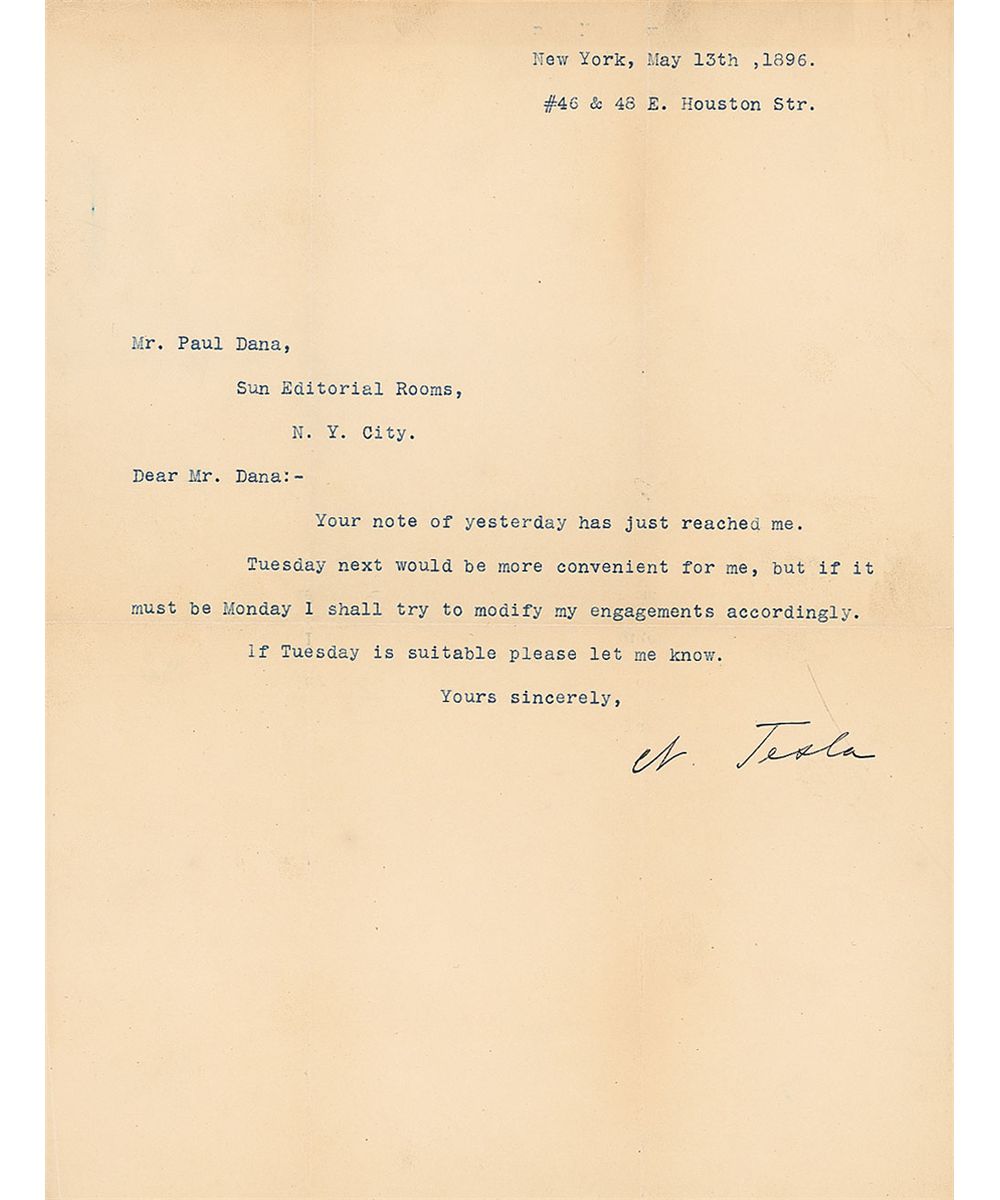 New York, May 13th ,1896.
#46 & 48 E. Houston Str.
Mr. Paul Dana,
Sun Editorial Rooms,
N. Y. City.
Dear Mr. Dana:-
Your note of yesterday has just reached me.
Tuesday next would be more convenient for me, but if it
must be Monday I shall try to modify my engagements accordingly.
If Tuesday is suitable please let me know.
Yours sincerely,
N. Tesla